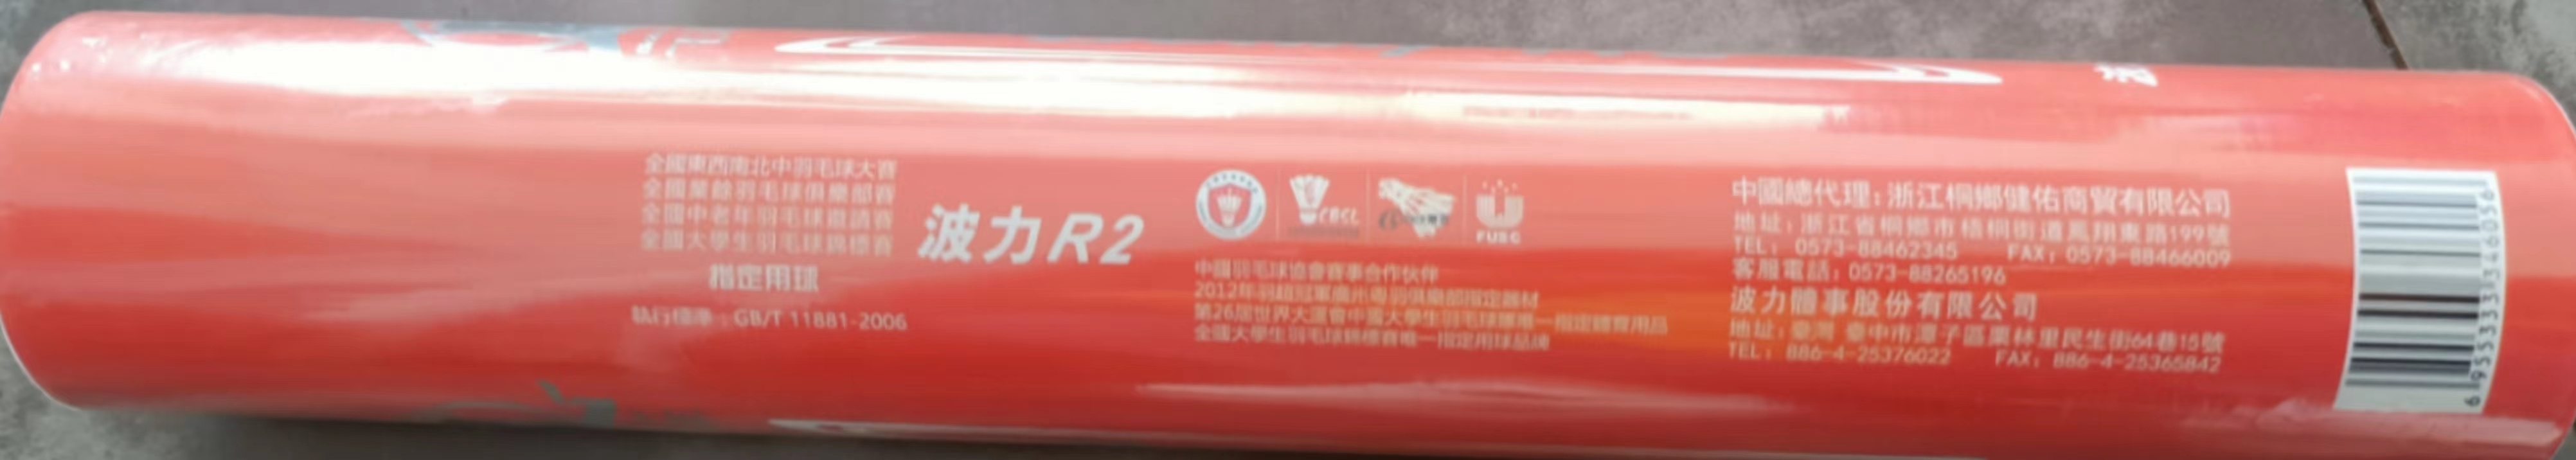 全國東西南北中羽毛球大賽
全國業餘羽毛球俱樂部賽
全國中老年羽毛球邀請賽
全國大學生羽毛球錦標賽
指定用球
執行標準：GB/T 11881-2006
波力R2
CBCL
FUSC
中國羽毛球協會賽事合作伙伴
2012年羽超冠軍廣州粵羽俱樂部指定器材
第26屆世界大運會中國大學生羽毛球隊唯一指定體育用品
全國大學生羽毛球錦標賽唯一指定用球品牌
中國總代理：浙江桐鄉健佑商貿有限公司
地址：浙江省桐鄉市梧桐街道鳳翔東路199號
TEL：0573-88462345 FAX：0573-88466009
客服電話：0573-88265196
波力體事股份有限公司
地址：臺灣 臺中市潭子區栗林里民生街64巷15號
TEL：886-4-25376022 FAX：886-4-25365842